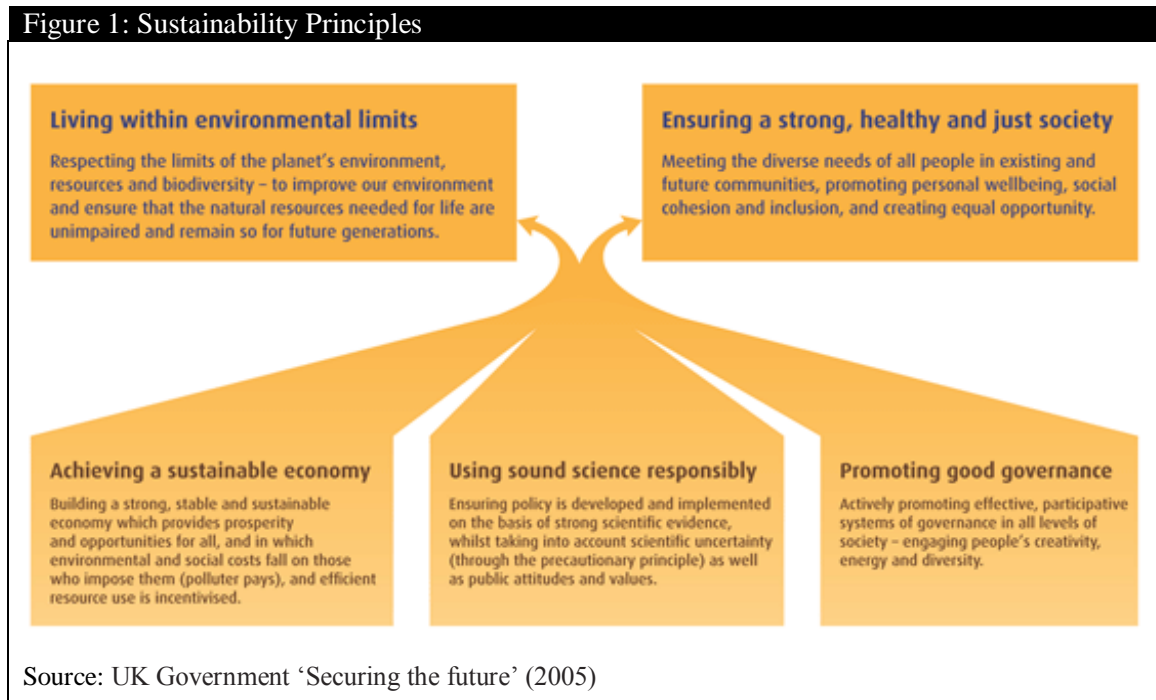 Figure 1: Sustainability Principles
Living within environmental limits
Respecting the limits of the planet's environment,
resources and biodiversity – to improve our environment
and ensure that the natural resources needed for life are
unimpaired and remain so for future generations.
Ensuring a strong, healthy and just society
Meeting the diverse needs of all people in existing and
future communities, promoting personal wellbeing, social
cohesion and inclusion, and creating equal opportunity.
Achieving a sustainable economy
Building a strong, stable and sustainable
economy which provides prosperity
and opportunities for all, and in which
environmental and social costs fall on those
who impose them (polluter pays), and efficient
resource use is incentivised.
Using sound science responsibly
Ensuring policy is developed and implemented
on the basis of strong scientific evidence,
whilst taking into account scientific uncertainty
(through the precautionary principle) as well
as public attitudes and values.
Promoting good governance
Actively promoting effective, participative
systems of governance in all levels of
society – engaging people's creativity,
energy and diversity.
Source: UK Government ‘Securing the future’ (2005)